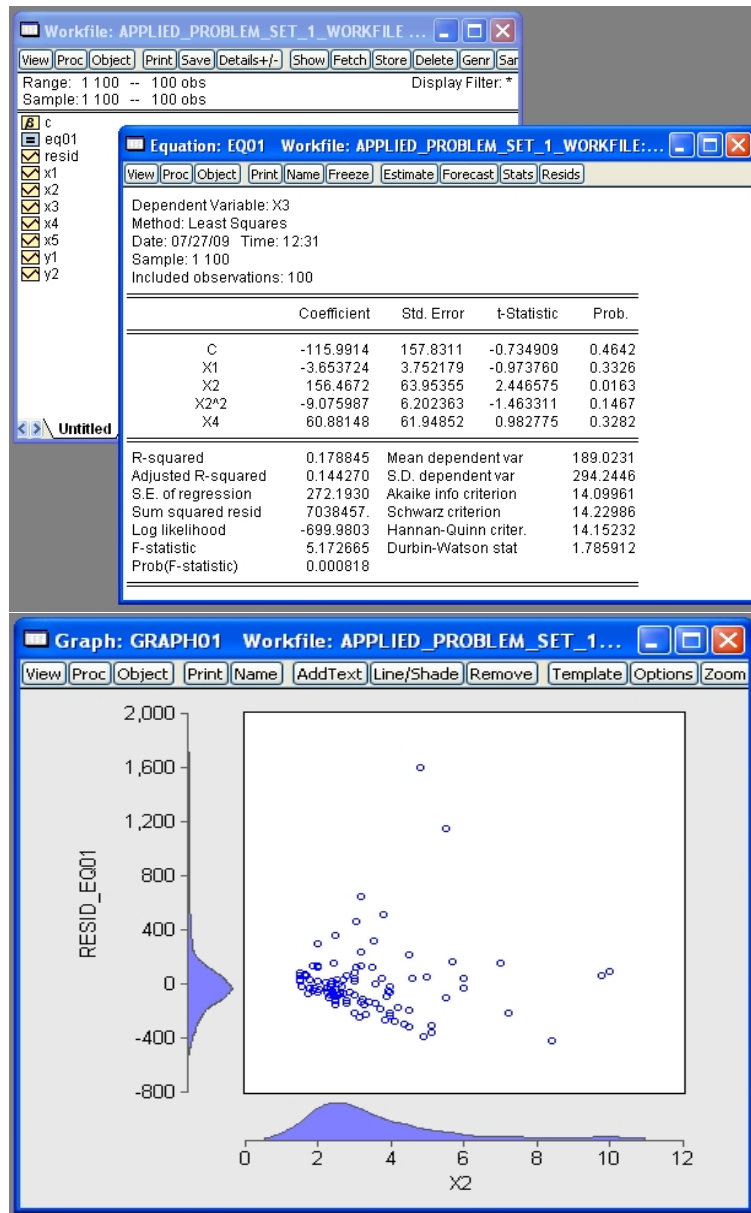 Workfile: APPLIED_PROBLEM_SET_1_WORKFILE ...
View Proc Object Print Save Details+/- Show Fetch Store Delete Genr Sar
Range: 1 100 -- 100 obs Display Filter: *
Sample: 1 100 -- 100 obs
c
eq01
resid
x1
x2
x3
x4
x5
y1
y2
Untitled
Equation: EQ01 Workfile: APPLIED_PROBLEM_SET_1_WORKFILE:...
View Proc Object Print Name Freeze Estimate Forecast Stats Resids
Dependent Variable: X3
Method: Least Squares
Date: 07/27/09 Time: 12:31
Sample: 1 100
Included observations: 100
Coefficient Std. Error t-Statistic Prob.
C -115.9914 157.8311 -0.734909 0.4642
X1 -3.653724 3.752179 -0.973760 0.3326
X2 156.4672 63.95355 2.446575 0.0163
X2^2 -9.075987 6.202363 -1.463311 0.1467
X4 60.88148 61.94852 0.982775 0.3282
R-squared 0.178845 Mean dependent var 189.0231
Adjusted R-squared 0.144270 S.D. dependent var 294.2446
S.E. of regression 272.1930 Akaike info criterion 14.09961
Sum squared resid 7038457. Schwarz criterion 14.22986
Log likelihood -699.9803 Hannan-Quinn criter. 14.15232
F-statistic 5.172665 Durbin-Watson stat 1.785912
Prob(F-statistic) 0.000818
Graph: GRAPH01 Workfile: APPLIED_PROBLEM_SET_1...
View Proc Object Print Name AddText Line/Shade Remove Template Options Zoom
2,000
1,600
1,200
800
400
0
-400
-800
RESID_EQ01
0 2 4 6 8 10 12
X2